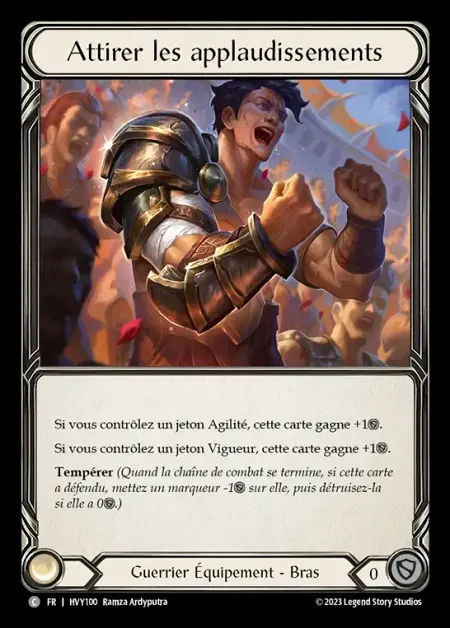 Attirer les applaudissements
Si vous contrôlez un jeton Agilité, cette carte gagne +1.
Si vous contrôlez un jeton Vigueur, cette carte gagne +1.
Tempérer (Quand la chaîne de combat se termine, si cette carte
a défendu, mettez un marqueur -1 sur elle, puis détruisez-la
si elle a 0.)
Guerrier Équipement - Bras
0
C FR | HVY100 Ramza Ardyputra
© 2023 Legend Story Studios